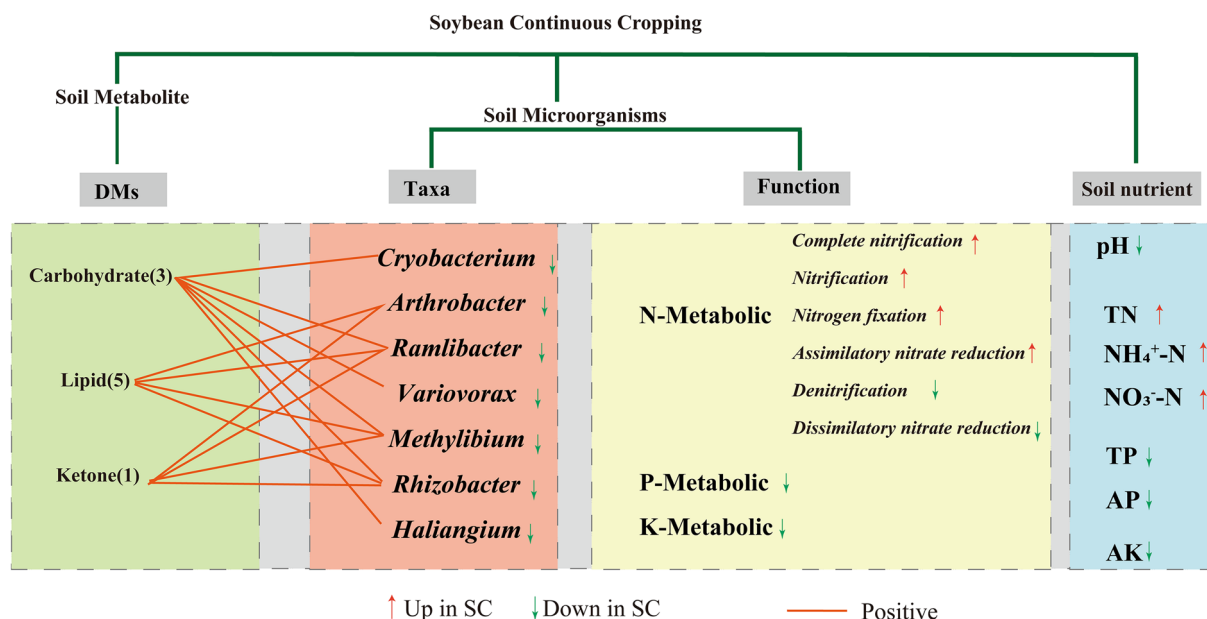 Soybean Continuous Cropping
Soil Metabolite
Soil Microorganisms
DMs
Taxa
Function
Soil nutrient
Carbohydrate(3)
Lipid(5)
Ketone(1)
Cryobacterium ↓
Arthrobacter ↓
Ramlibacter ↓
Variovorax ↓
Methylibium ↓
Rhizobacter ↓
Haliangium ↓
N-Metabolic
Complete nitrification ↑
Nitrification ↑
Nitrogen fixation ↑
Assimilatory nitrate reduction ↑
Denitrification ↓
Dissimilatory nitrate reduction ↓
P-Metabolic ↓
K-Metabolic ↓
pH ↓
TN ↑
NH₄⁺-N ↑
NO₃⁻-N ↑
TP ↓
AP ↓
AK ↓
↑ Up in SC ↓ Down in SC Positive